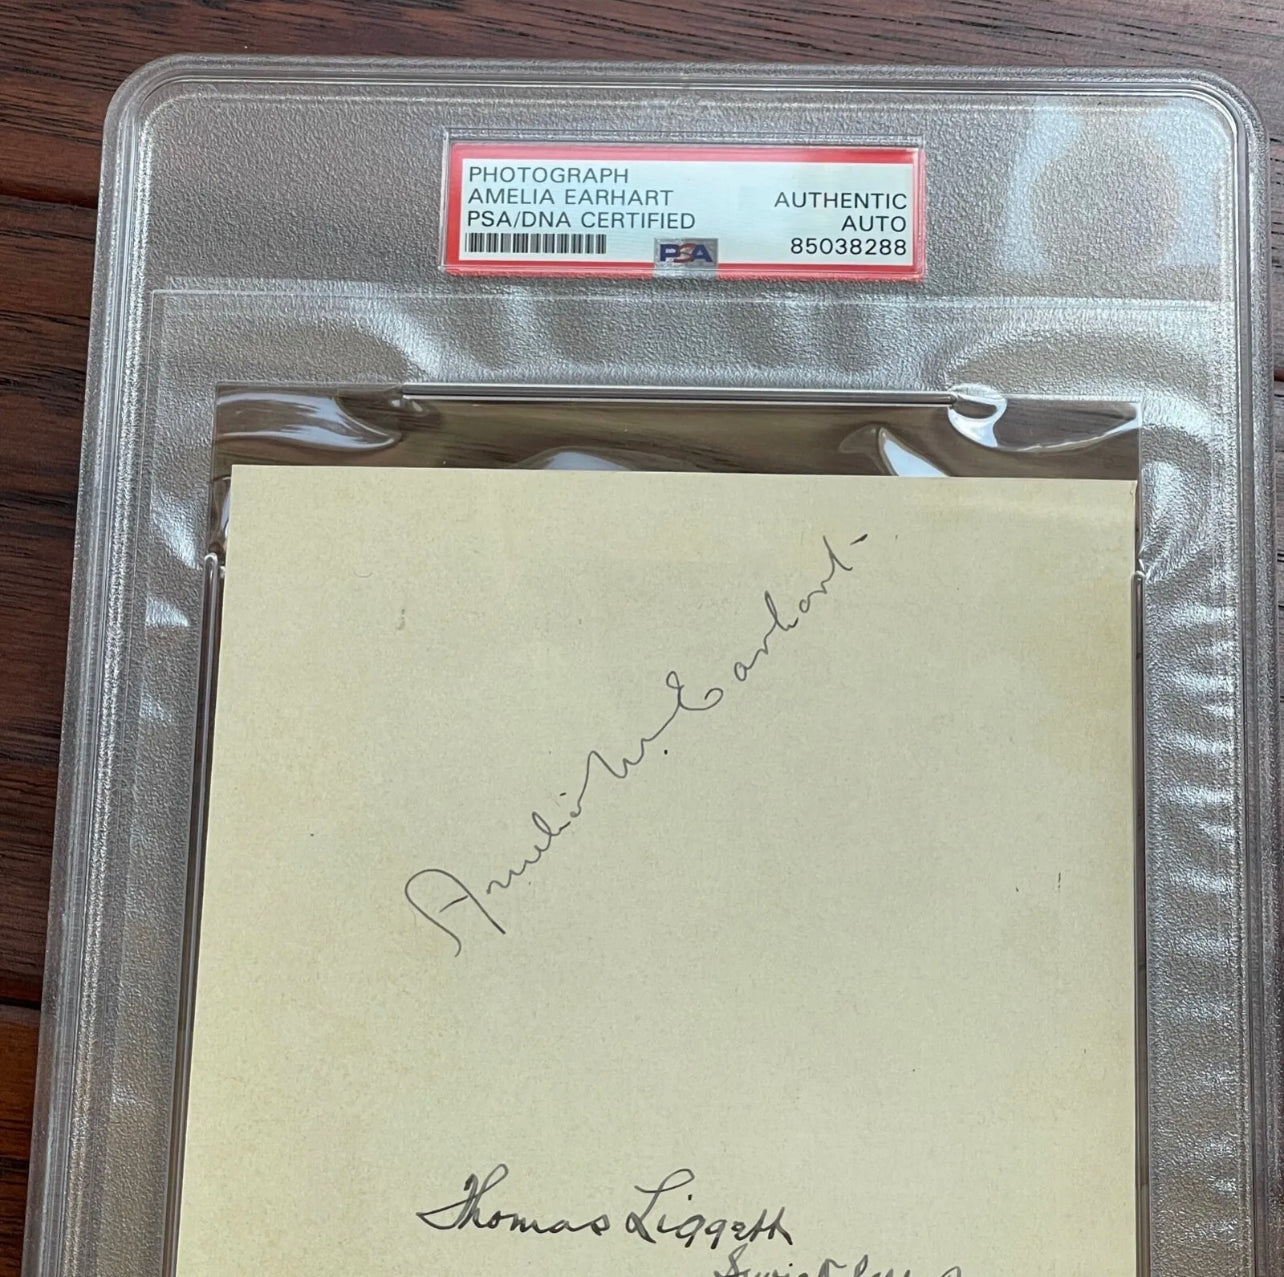 PHOTOGRAPH
AMELIA EARHART
PSA/DNA CERTIFIED
AUTHENTIC
AUTO
85038288
PSA
Amelia M. Earhart
Thomas Liggett